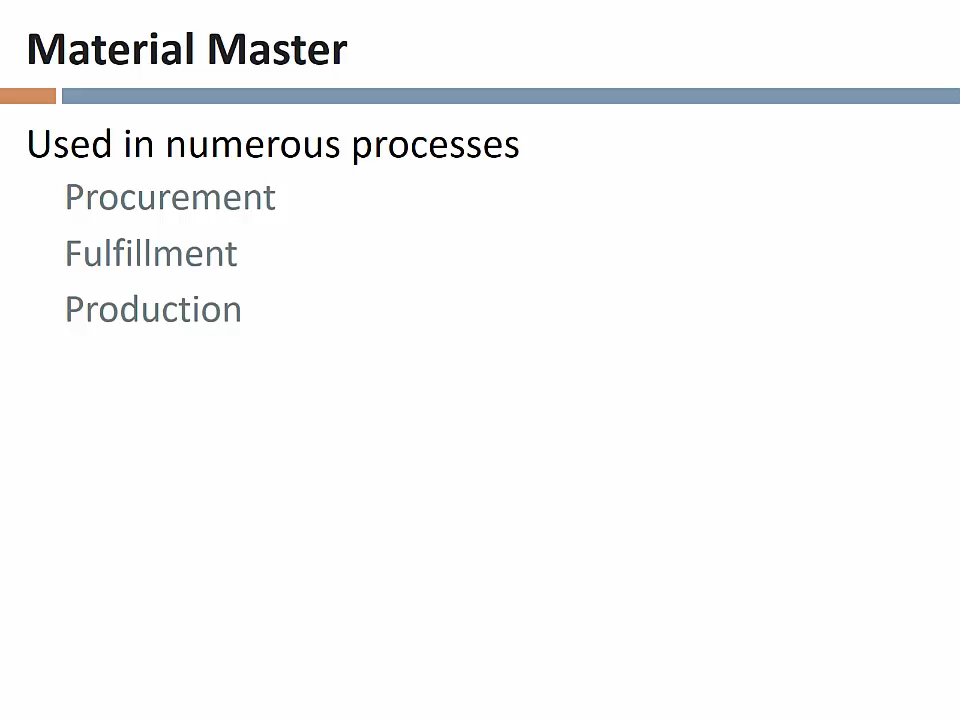 Material Master
Used in numerous processes
Procurement
Fulfillment
Production